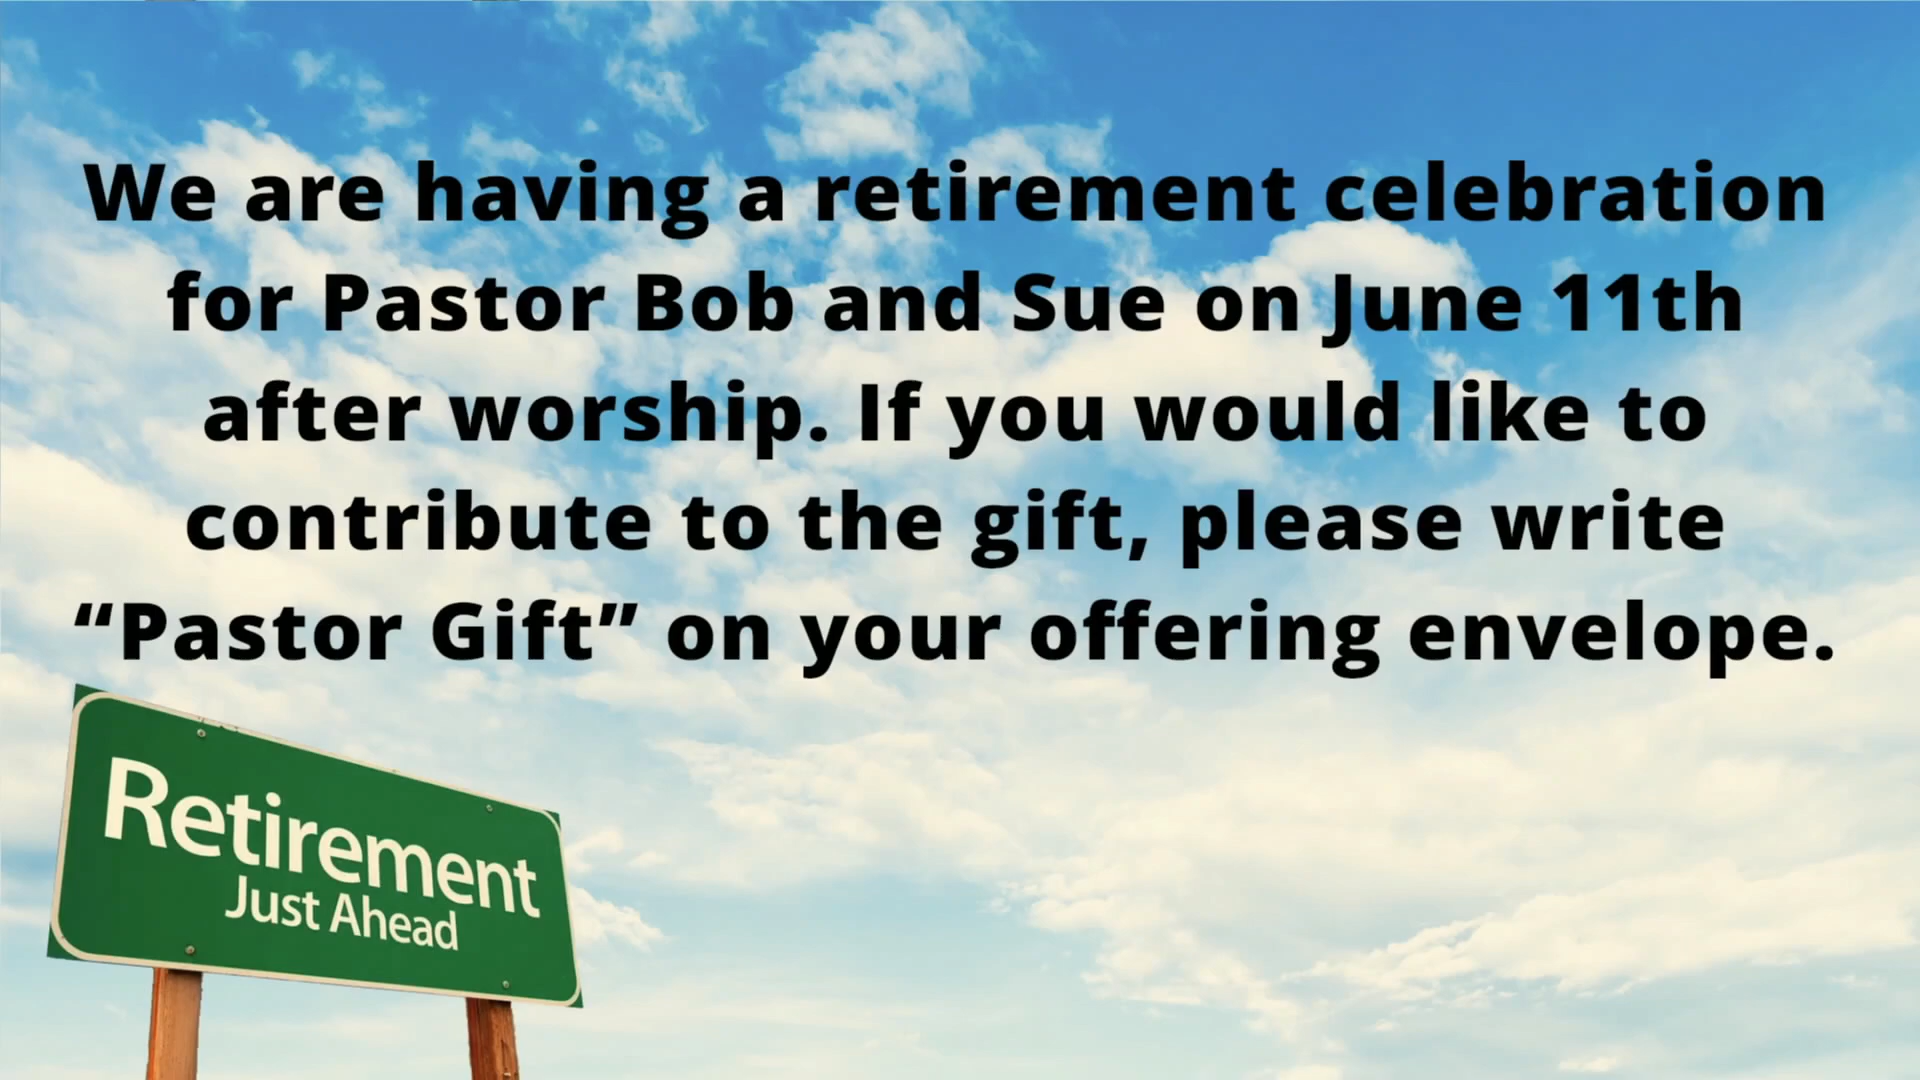 We are having a retirement celebration
for Pastor Bob and Sue on June 11th
after worship. If you would like to
contribute to the gift, please write
“Pastor Gift” on your offering envelope.
Retirement
Just Ahead